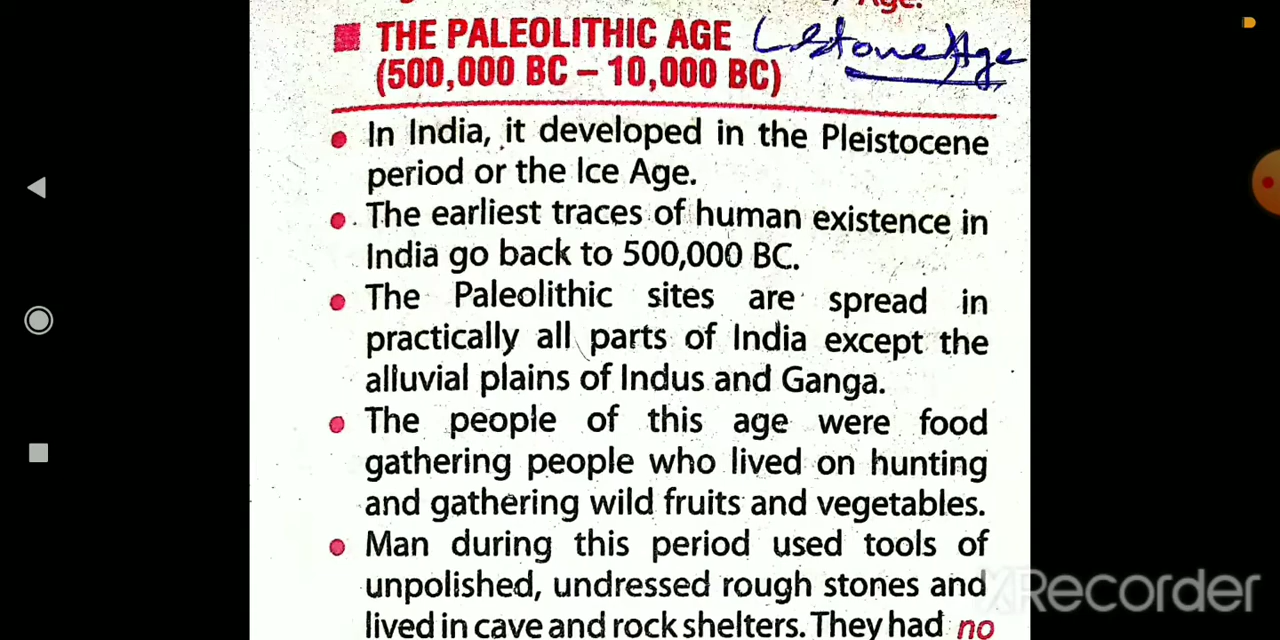 Age.
THE PALEOLITHIC AGE (Stone Age
(500,000 BC – 10,000 BC)
• In India, it developed in the Pleistocene
period or the Ice Age.
• The earliest traces of human existence in
India go back to 500,000 BC.
• The Paleolithic sites are spread in
practically all parts of India except the
alluvial plains of Indus and Ganga.
• The people of this age were food
gathering people who lived on hunting
and gathering wild fruits and vegetables.
• Man during this period used tools of
unpolished, undressed rough stones and
lived in cave and rock shelters. They had no
XRecorder